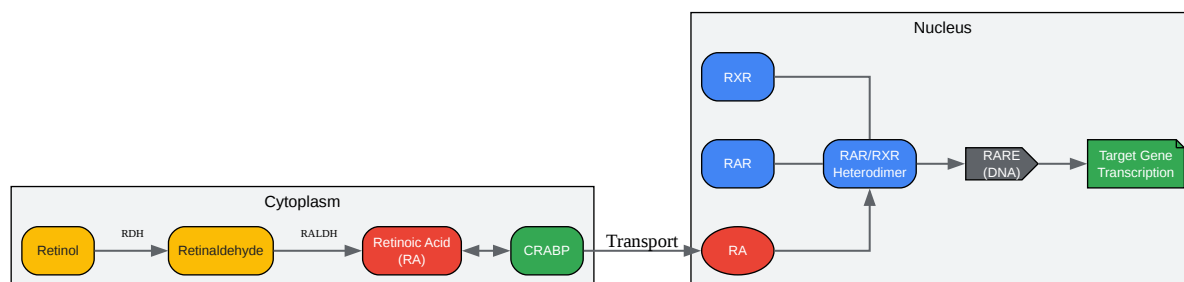 Nucleus
RXR
RAR
RAR/RXR
Heterodimer
RARE
(DNA)
Target Gene
Transcription
Cytoplasm
Retinol
RDH
Retinaldehyde
RALDH
Retinoic Acid
(RA)
CRABP
Transport
RA